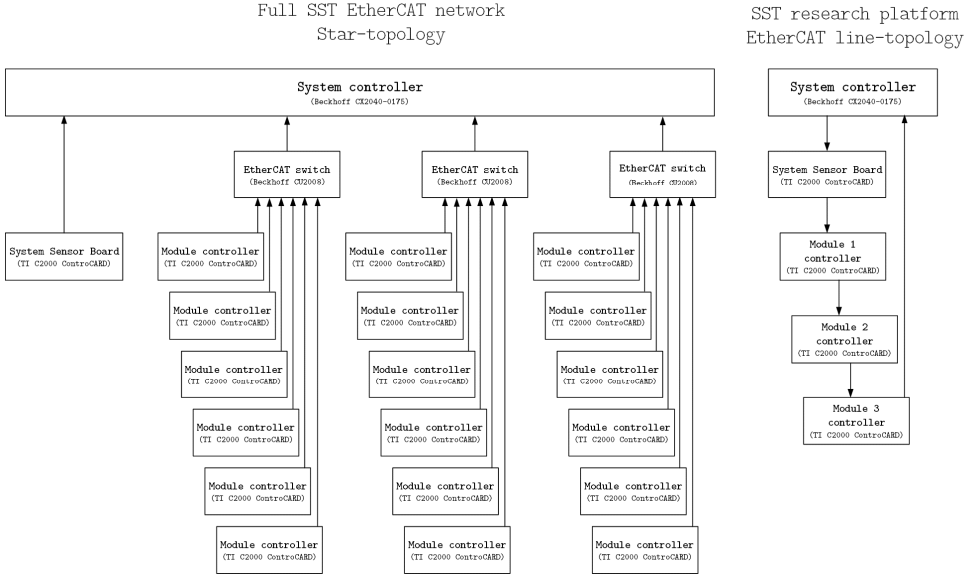 Full SST EtherCAT network
Star-topology
System controller
(Beckhoff CX2040-0175)
EtherCAT switch
(Beckhoff CU2008)
EtherCAT switch
(Beckhoff CU2008)
EtherCAT switch
(Beckhoff CU2008)
System Sensor Board
(TI C2000 ControCARD)
Module controller
(TI C2000 ControCARD)
Module controller
(TI C2000 ControCARD)
Module controller
(TI C2000 ControCARD)
Module controller
(TI C2000 ControCARD)
Module controller
(TI C2000 ControCARD)
Module controller
(TI C2000 ControCARD)
Module controller
(TI C2000 ControCARD)
Module controller
(TI C2000 ControCARD)
Module controller
(TI C2000 ControCARD)
Module controller
(TI C2000 ControCARD)
Module controller
(TI C2000 ControCARD)
Module controller
(TI C2000 ControCARD)
Module controller
(TI C2000 ControCARD)
Module controller
(TI C2000 ControCARD)
Module controller
(TI C2000 ControCARD)
Module controller
(TI C2000 ControCARD)
Module controller
(TI C2000 ControCARD)
Module controller
(TI C2000 ControCARD)
SST research platform
EtherCAT line-topology
System controller
(Beckhoff CX2040-0175)
System Sensor Board
(TI C2000 ControCARD)
Module 1
controller
(TI C2000 ControCARD)
Module 2
controller
(TI C2000 ControCARD)
Module 3
controller
(TI C2000 ControCARD)